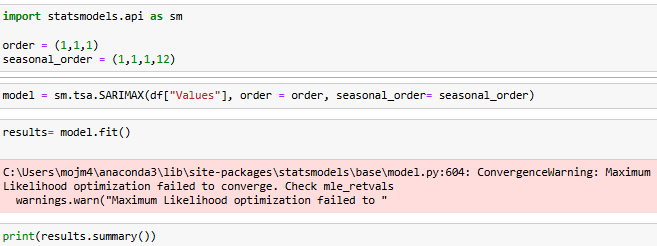 import statsmodels.api as sm
order = (1,1,1)
seasonal_order = (1,1,1,12)
model = sm.tsa.SARIMAX(df["Values"], order = order, seasonal_order= seasonal_order)
results= model.fit()
C:\Users\mojm4\anaconda3\lib\site-packages\statsmodels\base\model.py:604: ConvergenceWarning: Maximum
Likelihood optimization failed to converge. Check mle_retvals
  warnings.warn("Maximum Likelihood optimization failed to "
print(results.summary())